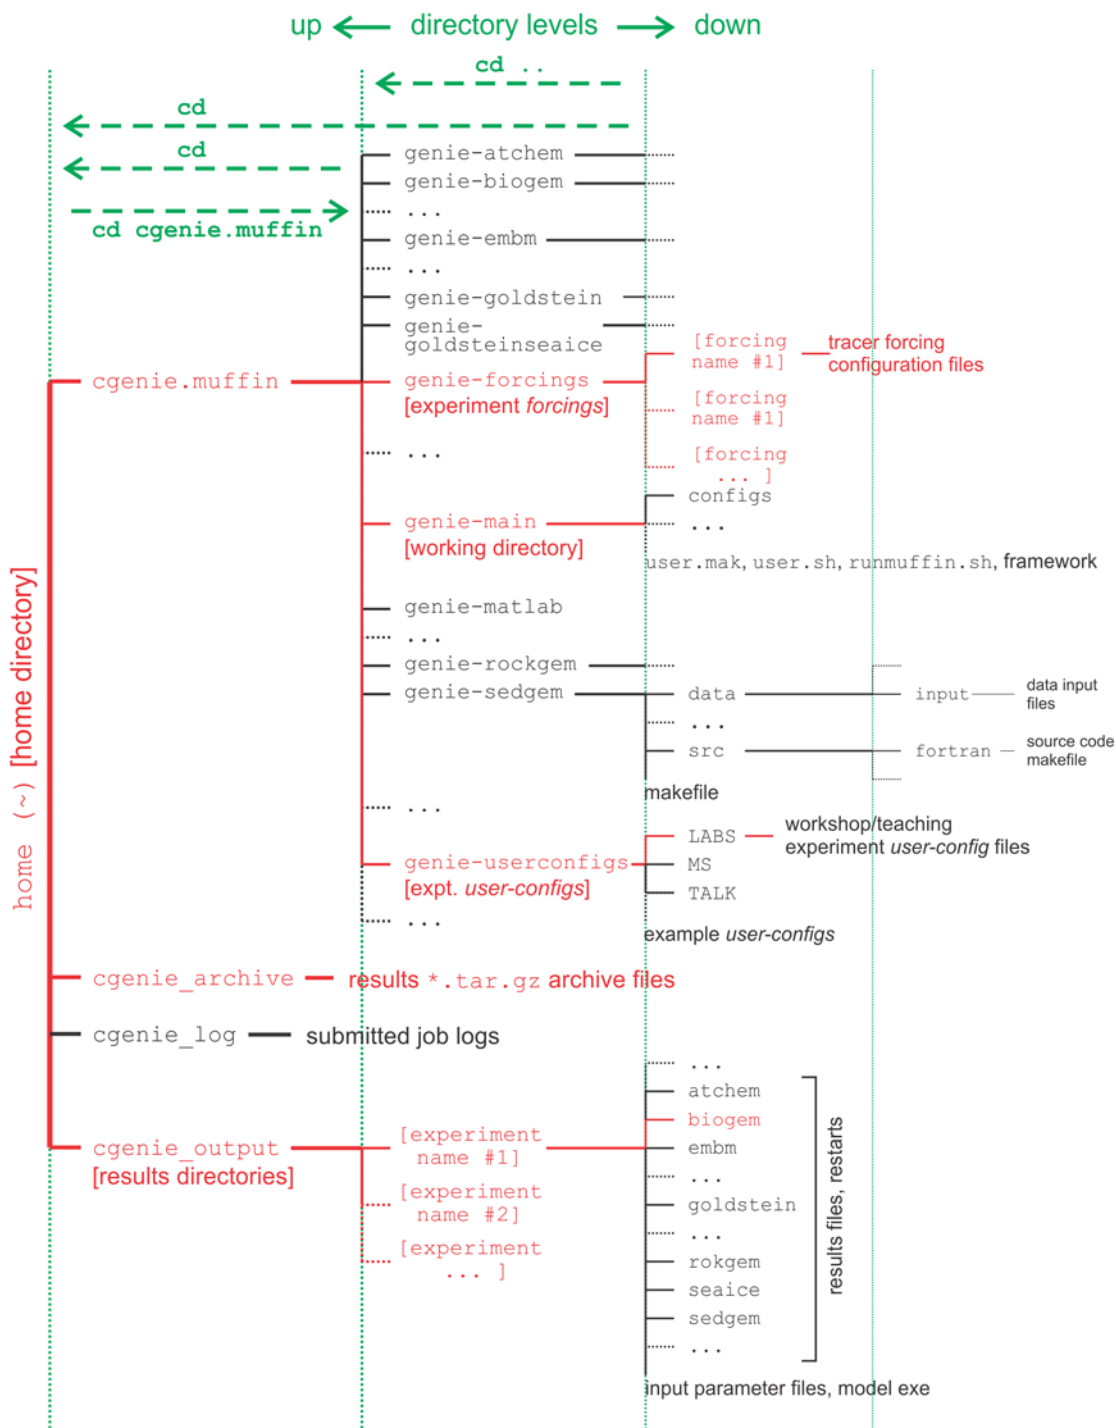 up directory levels down
cd ..
cd
cd
cd cgenie.muffin
genie-atchem
genie-biogem
...
genie-embm
...
genie-goldstein
genie-
goldsteinseaice
cgenie.muffin
genie-forcings
[experiment forcings]
[forcing
name #1]
tracer forcing
configuration files
[forcing
name #1]
[forcing
... ]
...
genie-main
[working directory]
configs
...
user.mak, user.sh, runmuffin.sh, framework
genie-matlab
...
genie-rockgem
genie-sedgem
data
input
data input
files
...
src
fortran
source code
makefile
makefile
...
genie-userconfigs
[expt. user-configs]
LABS
workshop/teaching
experiment user-config files
MS
TALK
...
example user-configs
home (~) [home directory]
cgenie_archive
results *.tar.gz archive files
cgenie_log
submitted job logs
cgenie_output
[results directories]
[experiment
name #1]
[experiment
name #2]
[experiment
... ]
...
atchem
biogem
embm
...
goldstein
...
rokgem
seaice
sedgem
...
results files, restarts
input parameter files, model exe